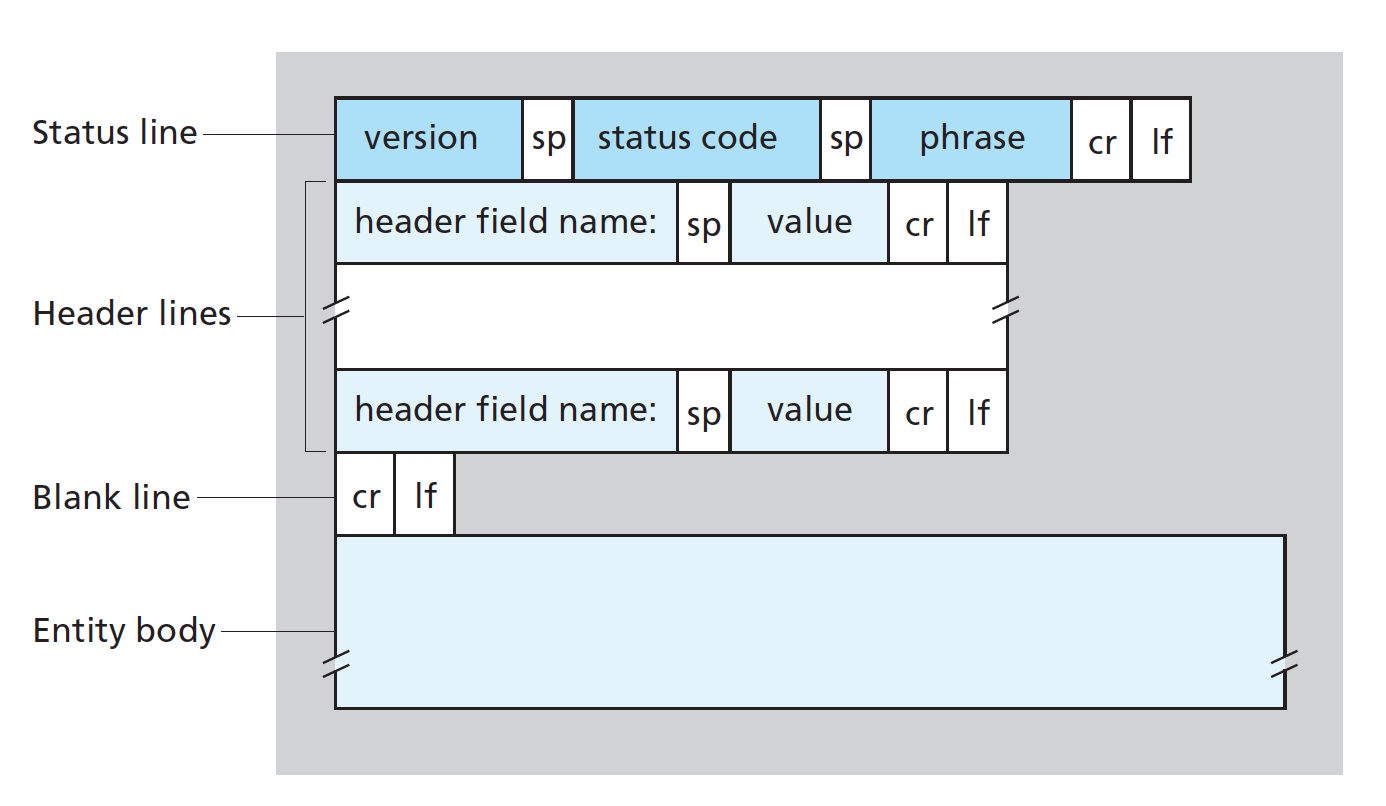 Status line version sp status code sp phrase cr lf
header field name: sp value cr lf
Header lines
header field name: sp value cr lf
Blank line cr lf
Entity body